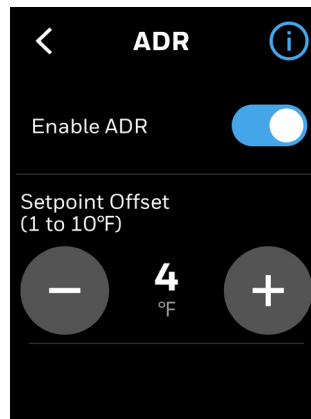 ADR
Enable ADR
Setpoint Offset
(1 to 10°F)
4
°F